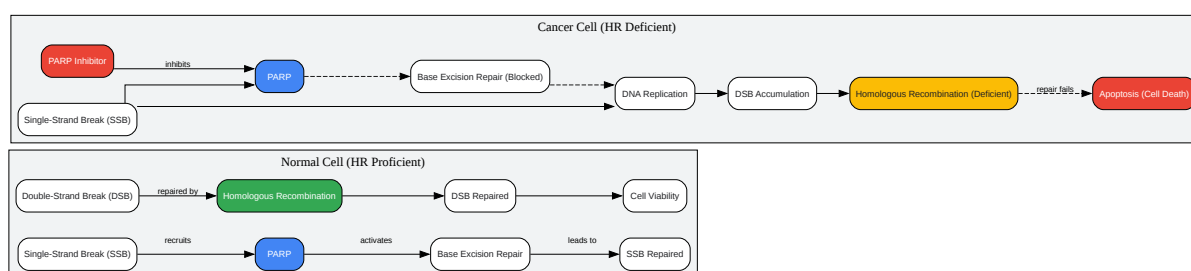 Cancer Cell (HR Deficient)
PARP Inhibitor
inhibits
PARP
Base Excision Repair (Blocked)
Single-Strand Break (SSB)
DNA Replication
DSB Accumulation
Homologous Recombination (Deficient)
repair fails
Apoptosis (Cell Death)
Normal Cell (HR Proficient)
Double-Strand Break (DSB)
repaired by
Homologous Recombination
DSB Repaired
Cell Viability
Single-Strand Break (SSB)
recruits
PARP
activates
Base Excision Repair
leads to
SSB Repaired